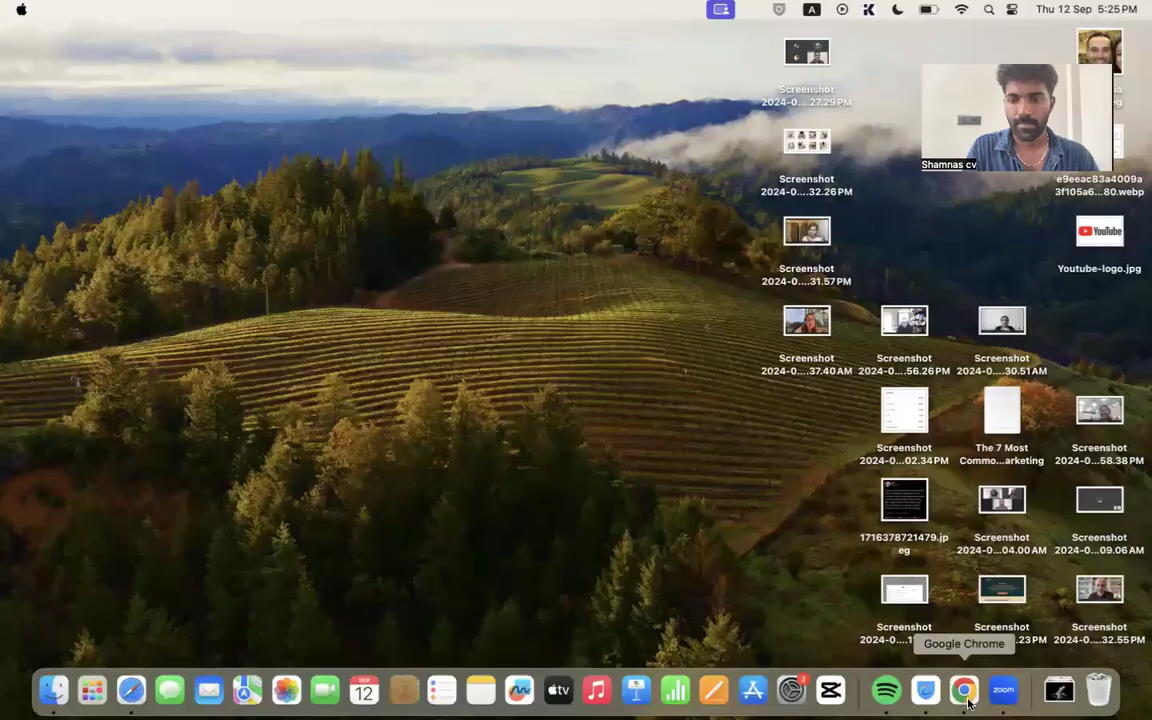 Thu 12 Sep 5:25 PM
A
Screenshot
2024-0....27.29 PM
Screenshot
2024-0....32.26 PM
Shamnas cv
e9eeac83a4009a
3f105a6...80.webp
Screenshot
2024-0....31.57 PM
YouTube
Youtube-logo.jpg
Screenshot
2024-0....37.40 AM
Screenshot
2024-0....56.26 PM
Screenshot
2024-0....30.51 AM
Screenshot
2024-0...02.34 PM
The 7 Most
Commo...arketing
Screenshot
2024-0...58.38 PM
1716378721479.jp
eg
Screenshot
2024-0...04.00 AM
Screenshot
2024-0...09.06 AM
Screenshot
Screenshot
Screenshot
2024-0....32.55 PM
Google Chrome
SEP
12
tv
2
zoom